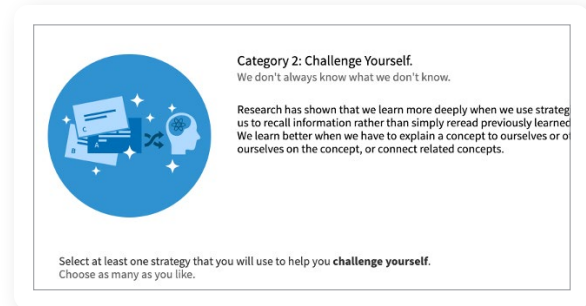 Category 2: Challenge Yourself.
We don't always know what we don't know.
Research has shown that we learn more deeply when we use strateg
us to recall information rather than simply reread previously learned
We learn better when we have to explain a concept to ourselves or o
ourselves on the concept, or connect related concepts.
C
B
A
Select at least one strategy that you will use to help you challenge yourself.
Choose as many as you like.